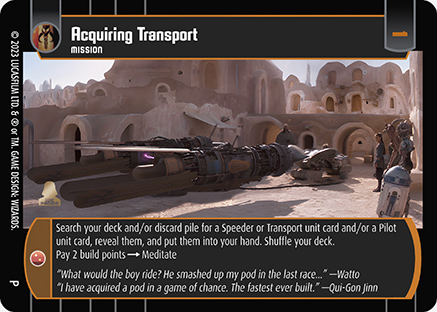 Acquiring Transport
MISSION
© 2023 LUCASFILM LTD. & ® or TM. GAME DESIGN: WIZARDS.
Search your deck and/or discard pile for a Speeder or Transport unit card and/or a Pilot
unit card, reveal them, and put them into your hand. Shuffle your deck.
Pay 2 build points → Meditate
“What would the boy ride? He smashed up my pod in the last race...” —Watto
“I have acquired a pod in a game of chance. The fastest ever built.” —Qui-Gon Jinn
P